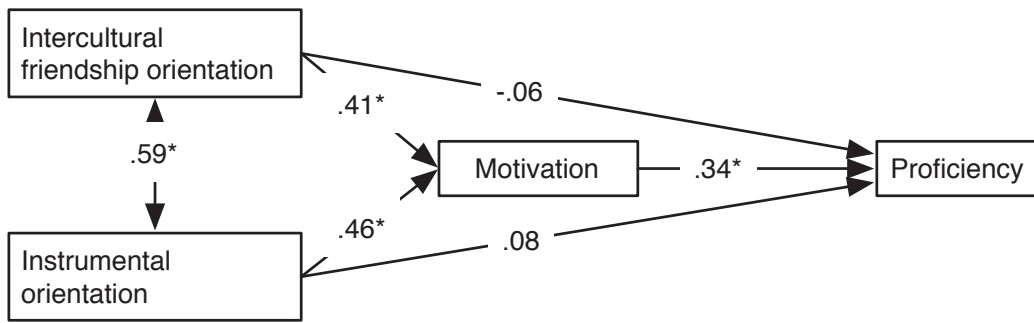 Intercultural
friendship orientation
-.06
.41*
.59*
Motivation
.34*
Proficiency
.46*
.08
Instrumental
orientation